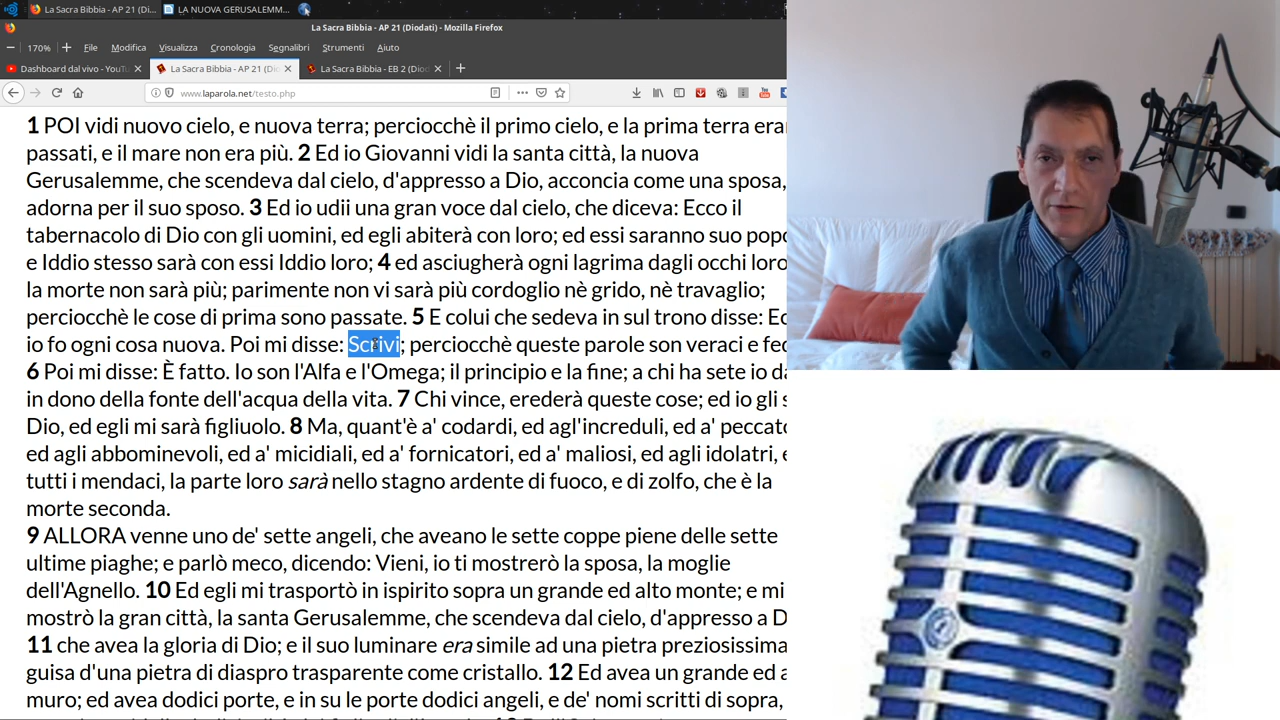 La Sacra Bibbia - AP 21 (Di...
LA NUOVA GERUSALEMM...
La Sacra Bibbia - AP 21 (Diodati) - Mozilla Firefox
170%
File Modifica Visualizza Cronologia Segnalibri Strumenti Aiuto
Dashboard dal vivo - YouTu
La Sacra Bibbia - AP 21 (Dio
La Sacra Bibbia - EB 2 (Diod
www.laparola.net/testo.php
1 POI vidi nuovo cielo, e nuova terra; perciocchè il primo cielo, e la prima terra eran
passati, e il mare non era più. 2 Ed io Giovanni vidi la santa città, la nuova
Gerusalemme, che scendeva dal cielo, d'appresso a Dio, acconcia come una sposa,
adorna per il suo sposo. 3 Ed io udii una gran voce dal cielo, che diceva: Ecco il
tabernacolo di Dio con gli uomini, ed egli abiterà con loro; ed essi saranno suo popo
e Iddio stesso sarà con essi Iddio loro; 4 ed asciugherà ogni lagrima dagli occhi loro
la morte non sarà più; parimente non vi sarà più cordoglio nè grido, nè travaglio;
perciocchè le cose di prima sono passate. 5 E colui che sedeva in sul trono disse: Ec
io fo ogni cosa nuova. Poi mi disse: Scrivi; perciocchè queste parole son veraci e fed
6 Poi mi disse: È fatto. Io son l'Alfa e l'Omega; il principio e la fine; a chi ha sete io da
in dono della fonte dell'acqua della vita. 7 Chi vince, erederà queste cose; ed io gli s
Dio, ed egli mi sarà figliuolo. 8 Ma, quant'è a' codardi, ed agl'increduli, ed a' peccato
ed agli abbominevoli, ed a' micidiali, ed a' fornicatori, ed a' maliosi, ed agli idolatri, e
tutti i mendaci, la parte loro sarà nello stagno ardente di fuoco, e di zolfo, che è la
morte seconda.
9 ALLORA venne uno de' sette angeli, che aveano le sette coppe piene delle sette
ultime piaghe; e parlò meco, dicendo: Vieni, io ti mostrerò la sposa, la moglie
dell'Agnello. 10 Ed egli mi trasportò in ispirito sopra un grande ed alto monte; e mi
mostrò la gran città, la santa Gerusalemme, che scendeva dal cielo, d'appresso a D
11 che avea la gloria di Dio; e il suo luminare era simile ad una pietra preziosissima
guisa d'una pietra di diaspro trasparente come cristallo. 12 Ed avea un grande ed a
muro; ed avea dodici porte, e in su le porte dodici angeli, e de' nomi scritti di sopra,